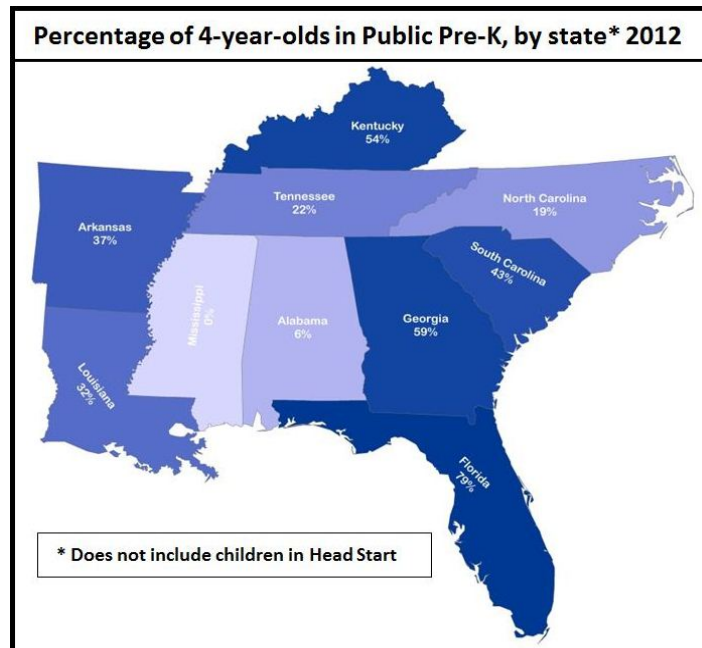 Percentage of 4-year-olds in Public Pre-K, by state* 2012
Kentucky
54%
Tennessee
22%
North Carolina
19%
Arkansas
37%
South Carolina
43%
Mississippi
0%
Alabama
6%
Georgia
59%
Louisiana
32%
Florida
79%
* Does not include children in Head Start